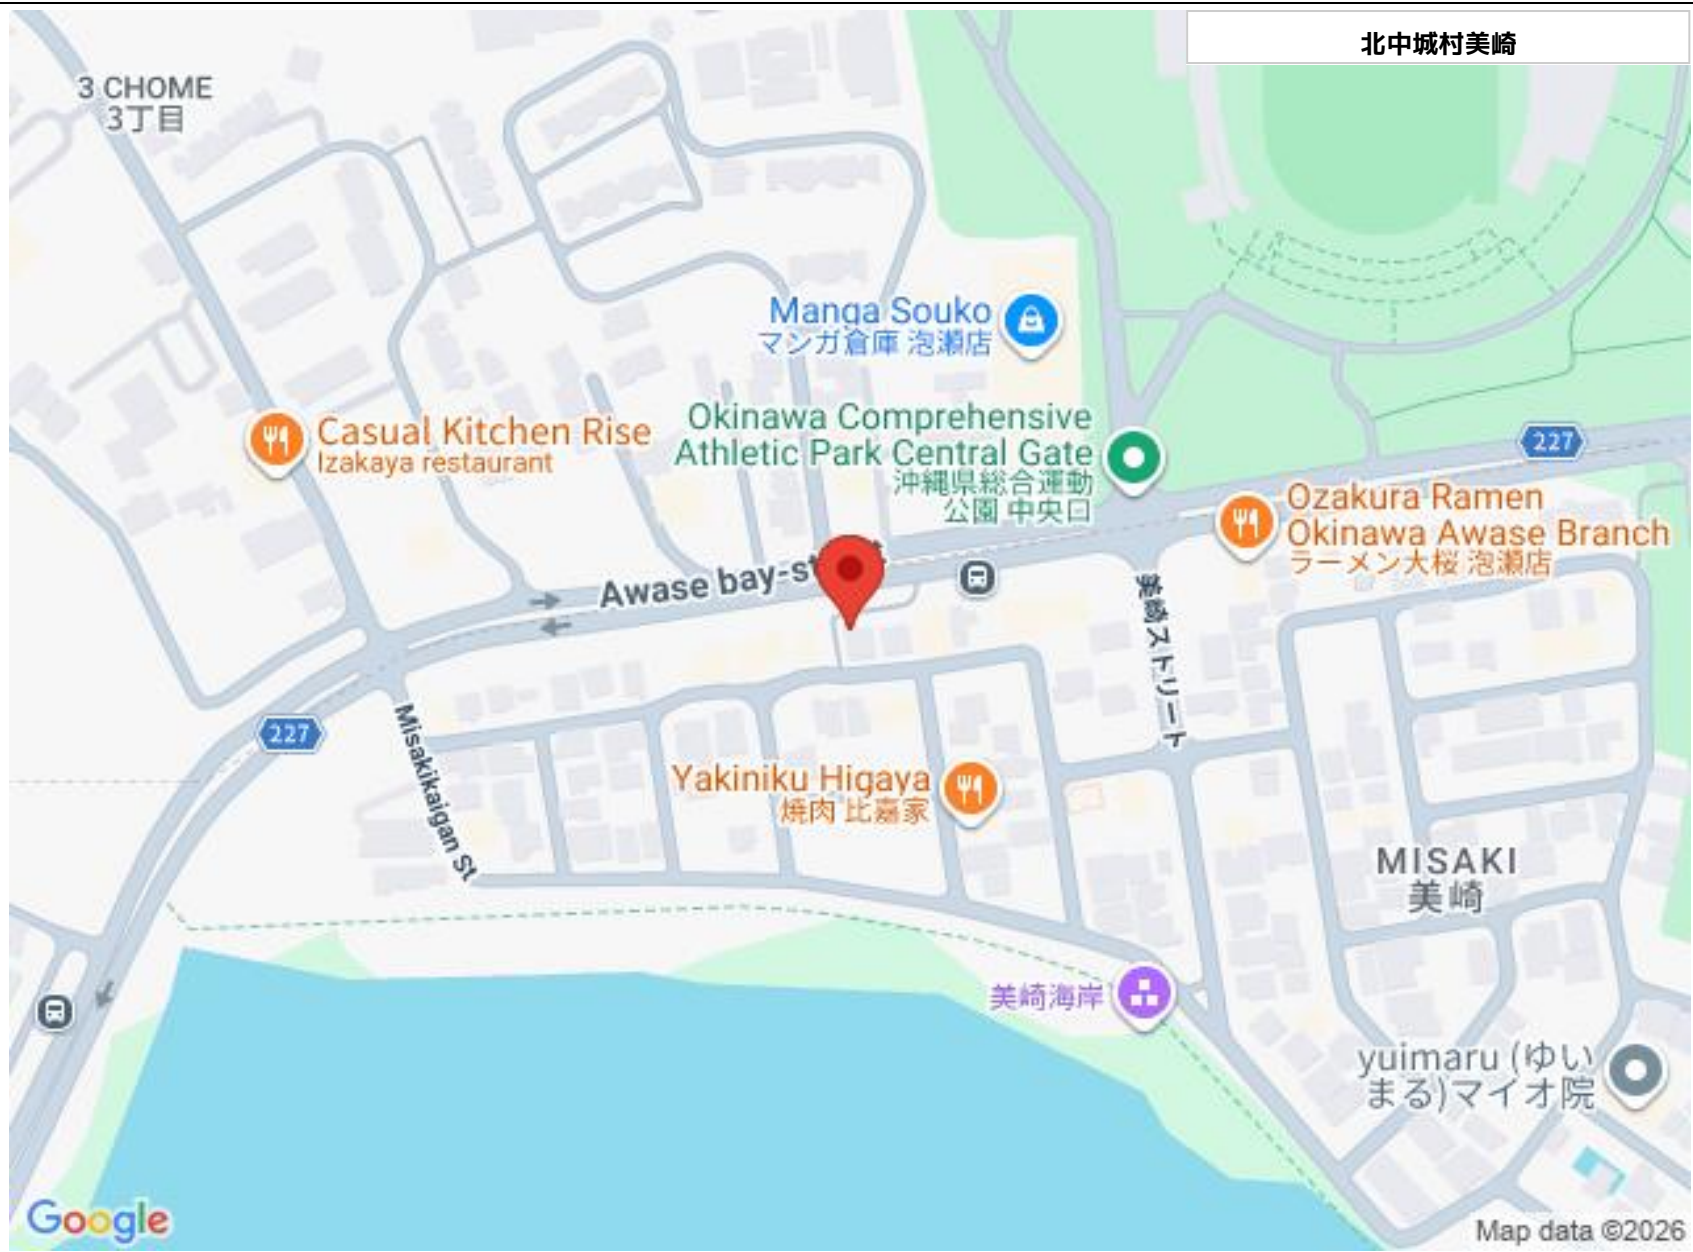 北中城村美崎
3 CHOME
3丁目
Manga Souko
マンガ倉庫 泡瀬店
Okinawa Comprehensive
Athletic Park Central Gate
沖縄県総合運動
公園 中央口
Casual Kitchen Rise
Izakaya restaurant
227
Ozakura Ramen
Okinawa Awase Branch
ラーメン大桜 泡瀬店
Awase bay-st
美崎ストリート
227
Misakikaigan St
Yakiniku Higaya
焼肉 比嘉家
MISAKI
美崎
美崎海岸
yuimaru (ゆい
まる)マイオ院
Google
Map data ©2026